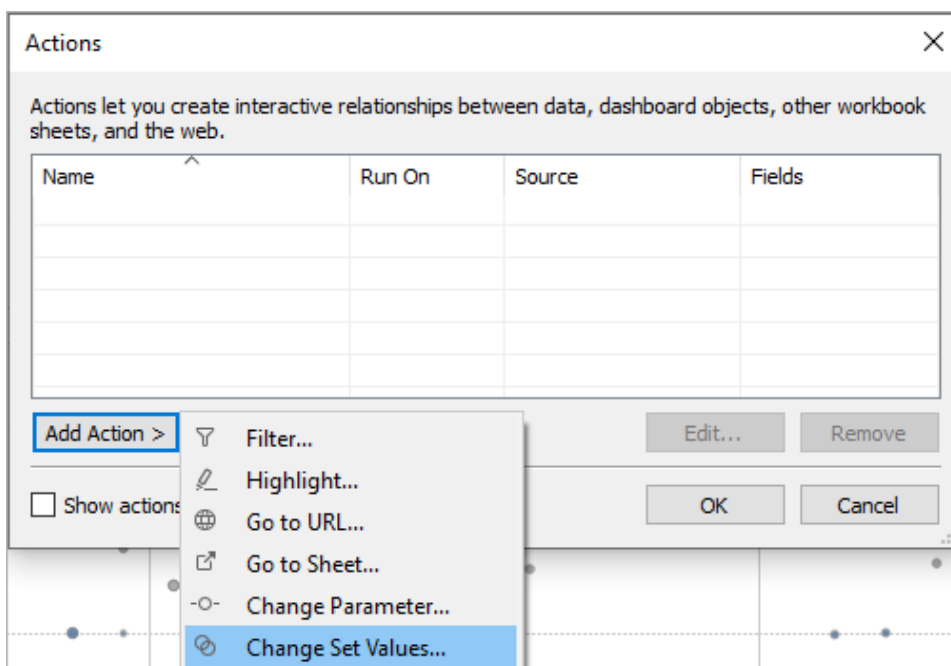 Actions
Actions let you create interactive relationships between data, dashboard objects, other workbook
sheets, and the web.
Name Run On Source Fields
Add Action > Edit... Remove
Filter...
Highlight...
Show actions OK Cancel
Go to URL...
Go to Sheet...
Change Parameter...
Change Set Values...